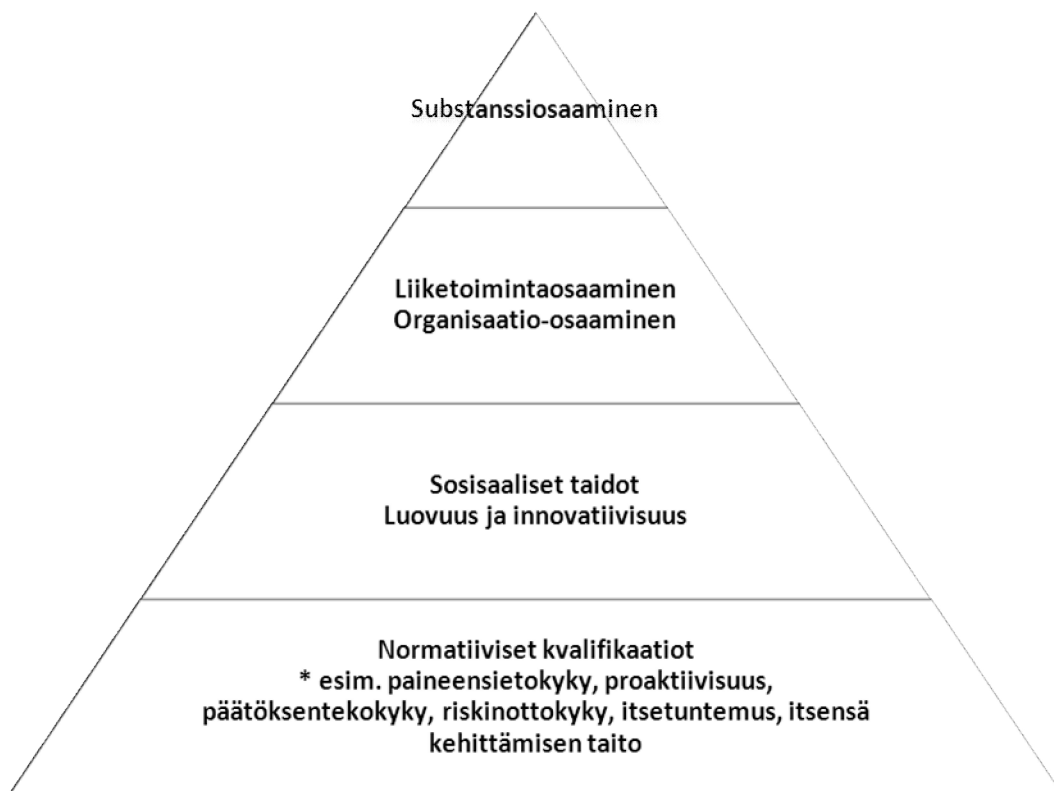 Substanssiosaaminen
Liiketoimintaosaaminen
Organisaatio-osaaminen
Sosisaaliset taidot
Luovuus ja innovatiivisuus
Normatiiviset kvalifikaatiot
* esim. paineensietokyky, proaktiivisuus,
päätöksentekokyky, riskinottokyky, itsetuntemus, itsensä
kehittämisen taito